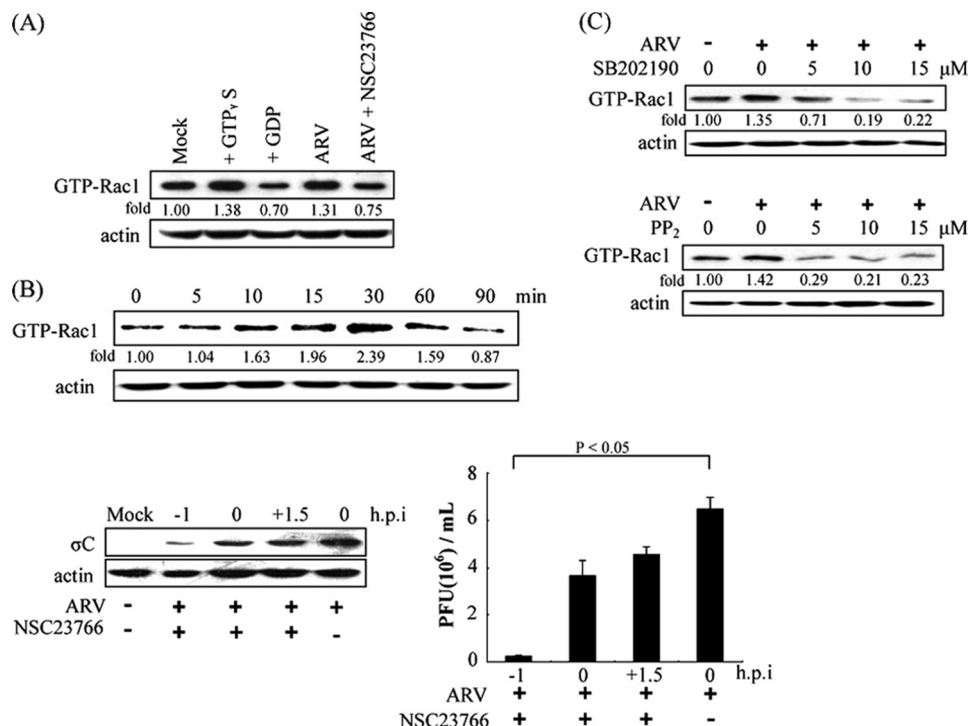 (A)
Mock
+ GTPγ S
+ GDP
ARV
ARV + NSC23766
GTP-Rac1
fold 1.00 1.38 0.70 1.31 0.75
actin
(B)
0 5 10 15 30 60 90 min
GTP-Rac1
fold 1.00 1.04 1.63 1.96 2.39 1.59 0.87
actin
(C)
ARV - + + + +
SB202190 0 0 5 10 15 μM
GTP-Rac1
fold 1.00 1.35 0.71 0.19 0.22
actin
ARV - + + + +
PP2 0 0 5 10 15 μM
GTP-Rac1
fold 1.00 1.42 0.29 0.21 0.23
actin
Mock -1 0 +1.5 0 h.p.i
σC
actin
ARV - + + + +
NSC23766 - + + + -
P < 0.05
PFU(10⁶) / mL
8
6
4
2
0
-1 0 +1.5 0 h.p.i
ARV + + + +
NSC23766 + + + -